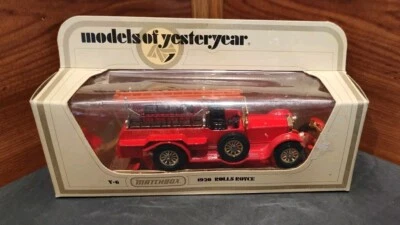 models of yesteryear
Y-6 MATCHBOX 1920 ROLLS ROYCE